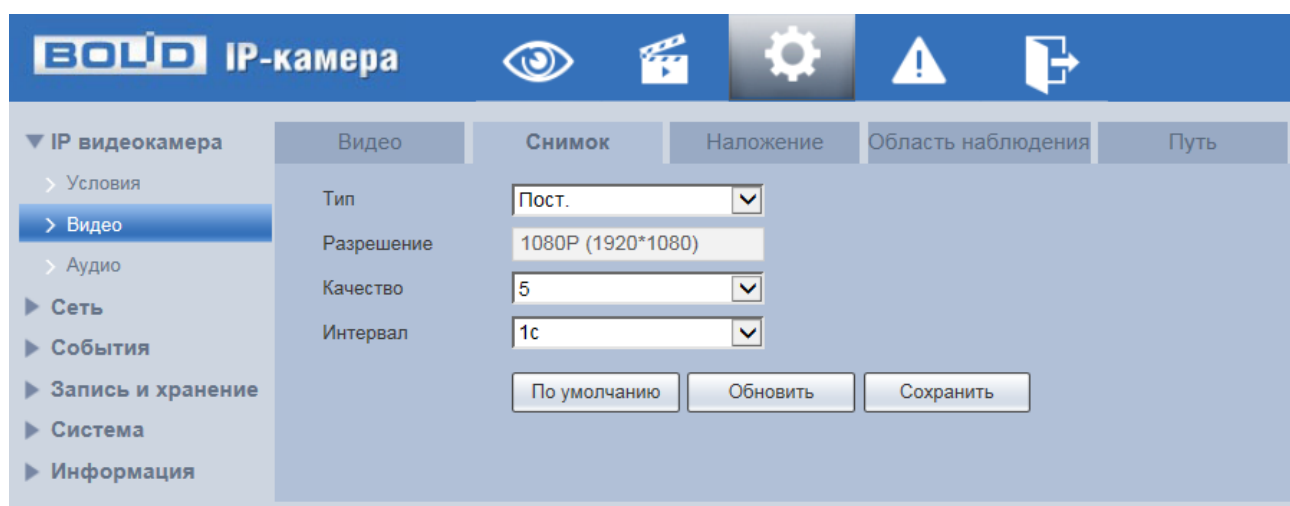 BOLID IP-камера
IP видеокамера
Условия
Видео
Аудио
Сеть
События
Запись и хранение
Система
Информация
Видео Снимок Наложение Область наблюдения Путь
Тип Пост.
Разрешение 1080P (1920*1080)
Качество 5
Интервал 1с
По умолчанию Обновить Сохранить